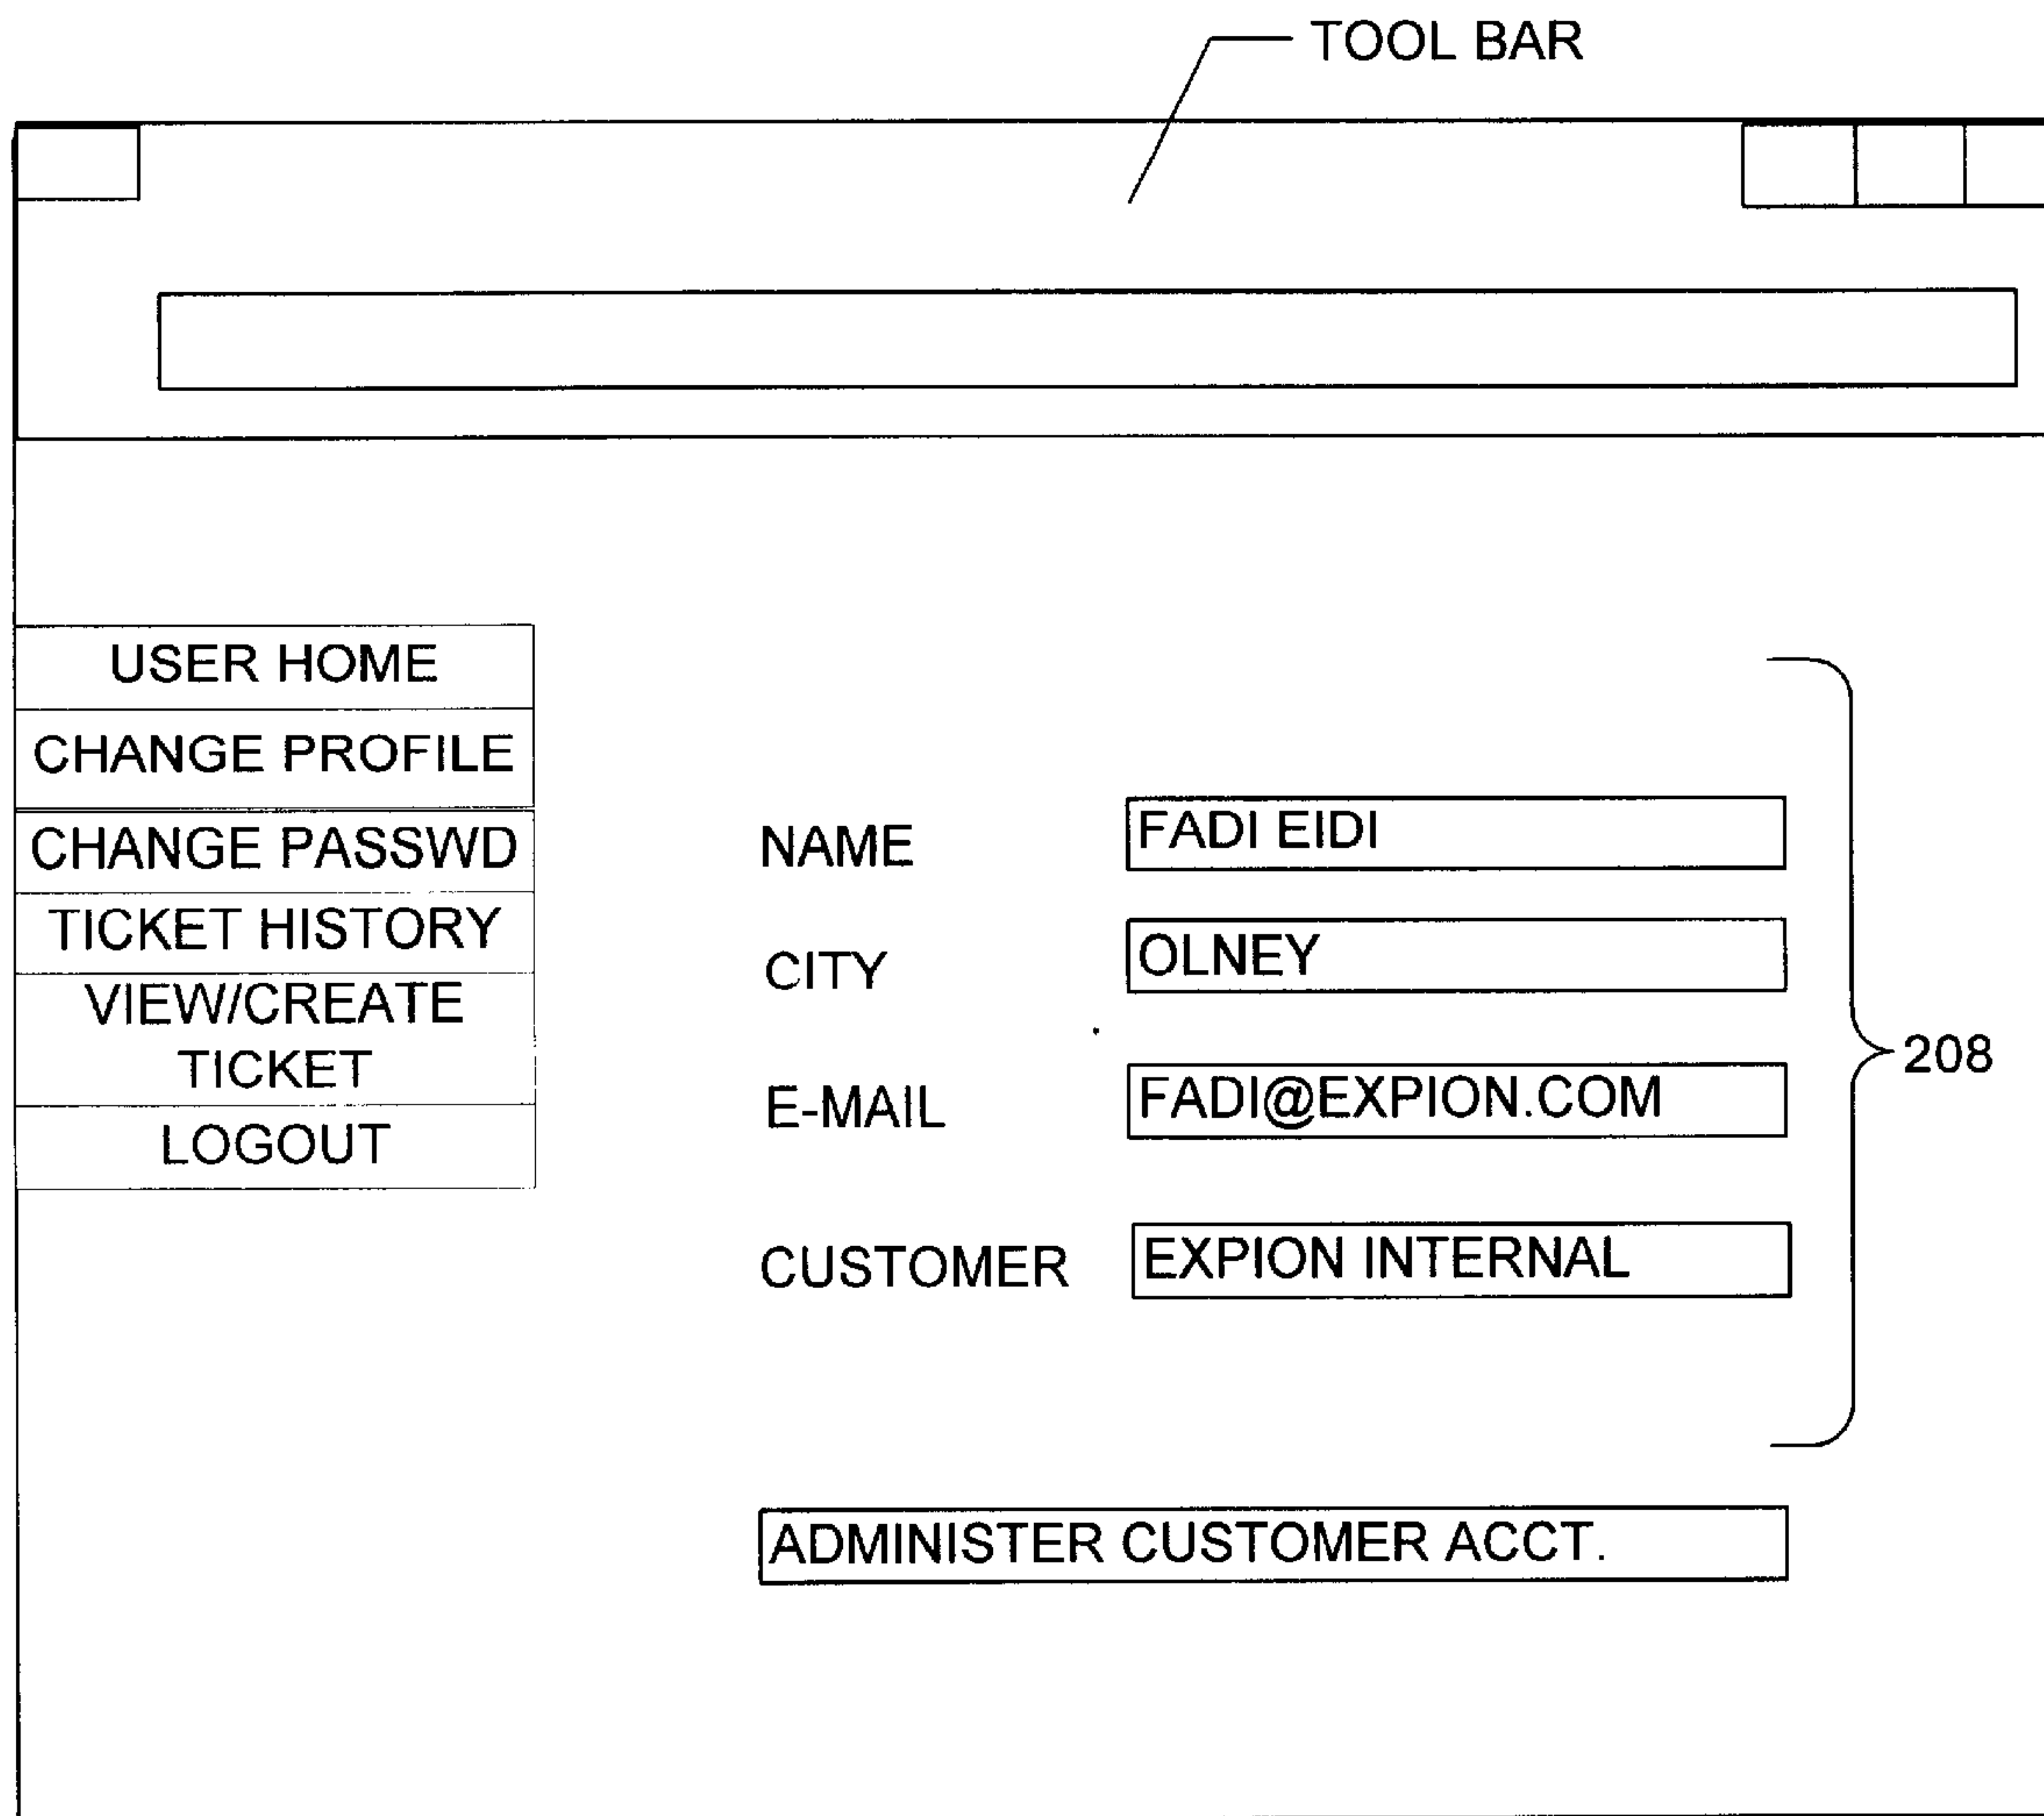 TOOL BAR
USER HOME
CHANGE PROFILE
CHANGE PASSWD
TICKET HISTORY
VIEW/CREATE
TICKET
LOGOUT
NAME FADI EIDI
CITY OLNEY
E-MAIL FADI@EXPION.COM
CUSTOMER EXPION INTERNAL
208
ADMINISTER CUSTOMER ACCT.